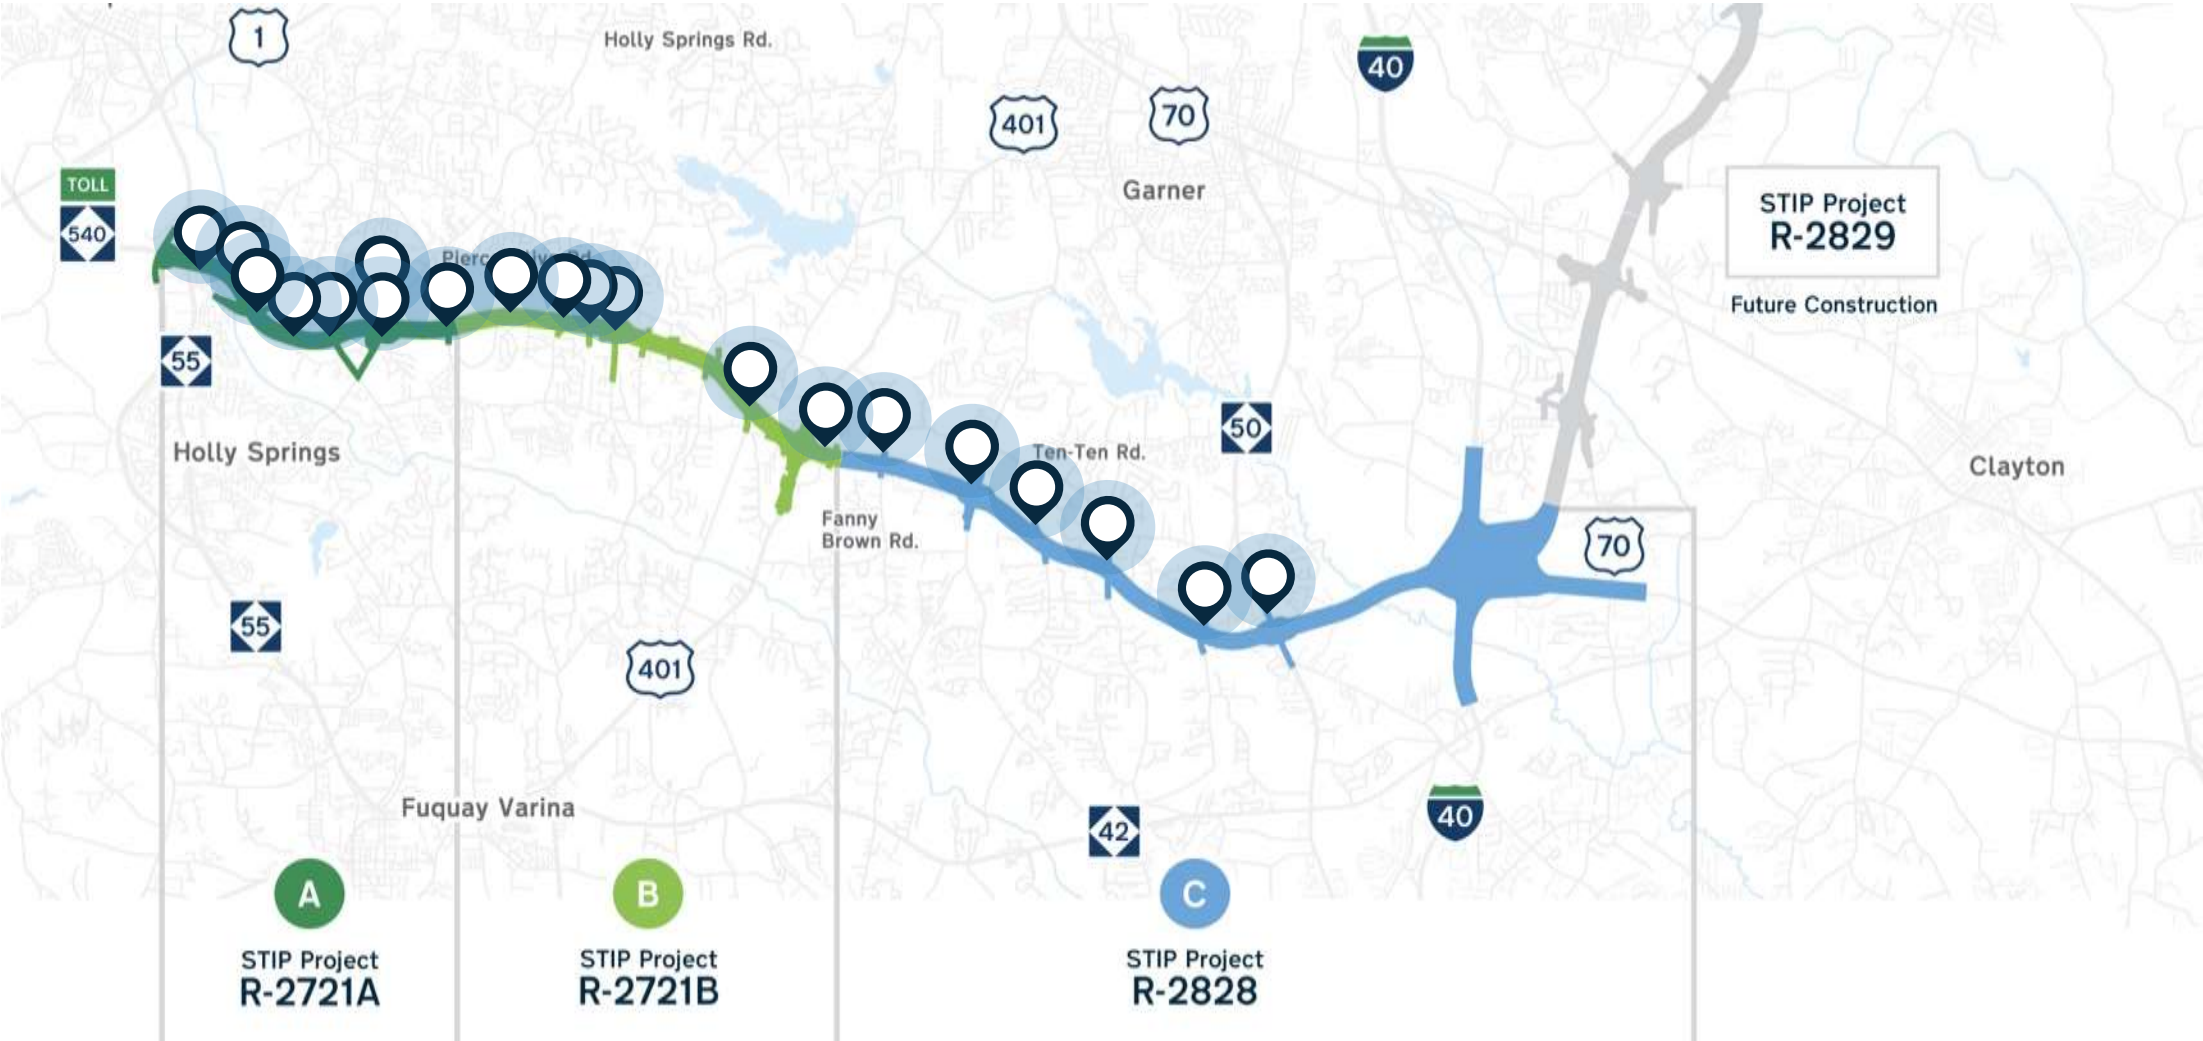 1
Holly Springs Rd.
40
401
70
Garner
TOLL
540
STIP Project
R-2829
Future Construction
55
Holly Springs
50
Ten-Ten Rd.
Clayton
Fanny
Brown Rd.
70
55
401
Fuquay Varina
42
40
A
STIP Project
R-2721A
B
STIP Project
R-2721B
C
STIP Project
R-2828